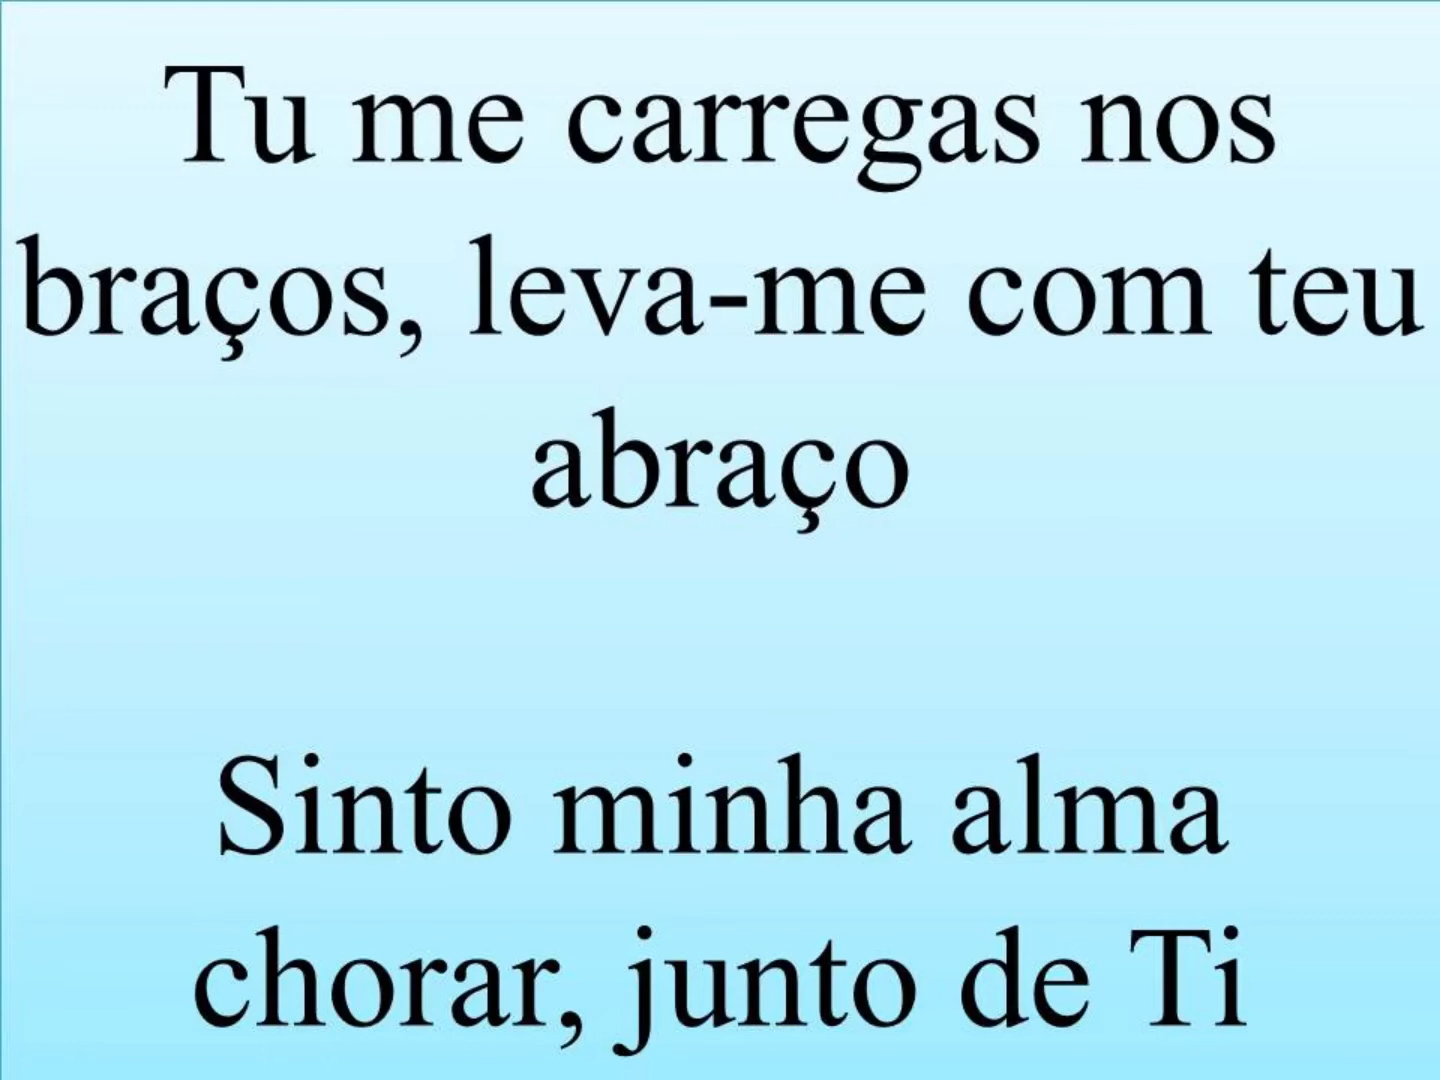 Tu me carregas nos
braços, leva-me com teu
abraço
Sinto minha alma
chorar, junto de Ti